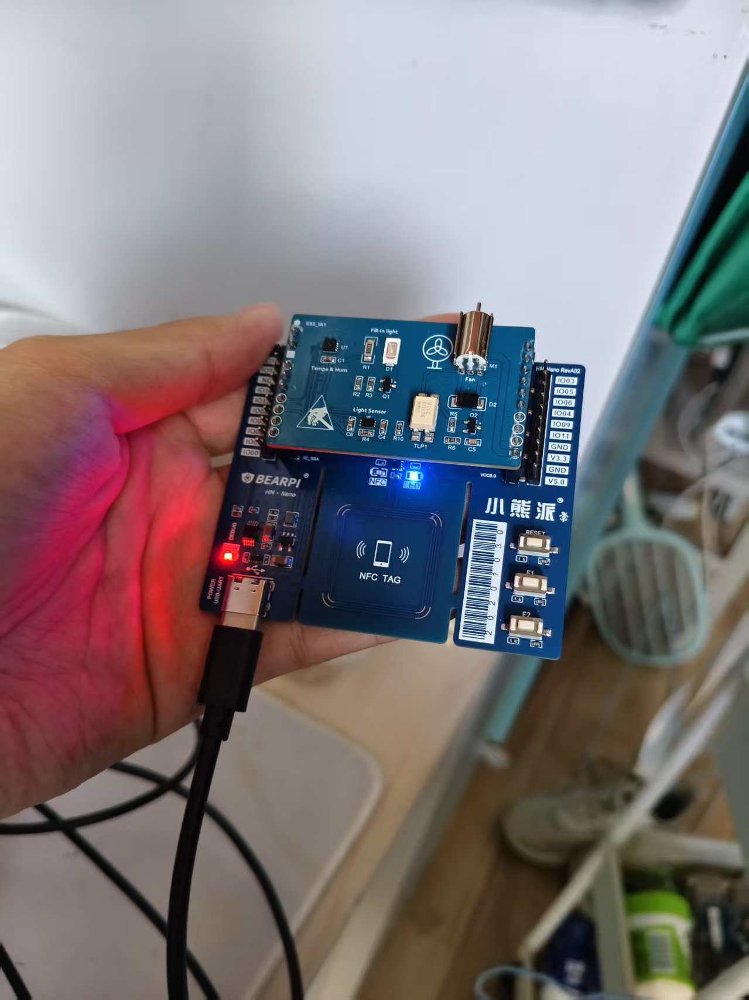 E53_IA1
Fill-in light
U1
C1
R1
D1
M1
Tempe & Hum
Fan
R2
R3
Q1
D2
Light Sensor
R5
Q2
C6
R4
C4
R10
TLP1
R6
C5
HM-Nano RevA02
IO03
IO05
IO06
IO04
IO09
IO11
GND
V3.3
GND
V5.0
NC
IO00
IIC_SDA
VCC5.0
NFC
LED
BEARPI®
HM · Nano
小熊派®
DEBUG
POWER
USB-UART
NFC TAG
RESET
F1
F2
20201030